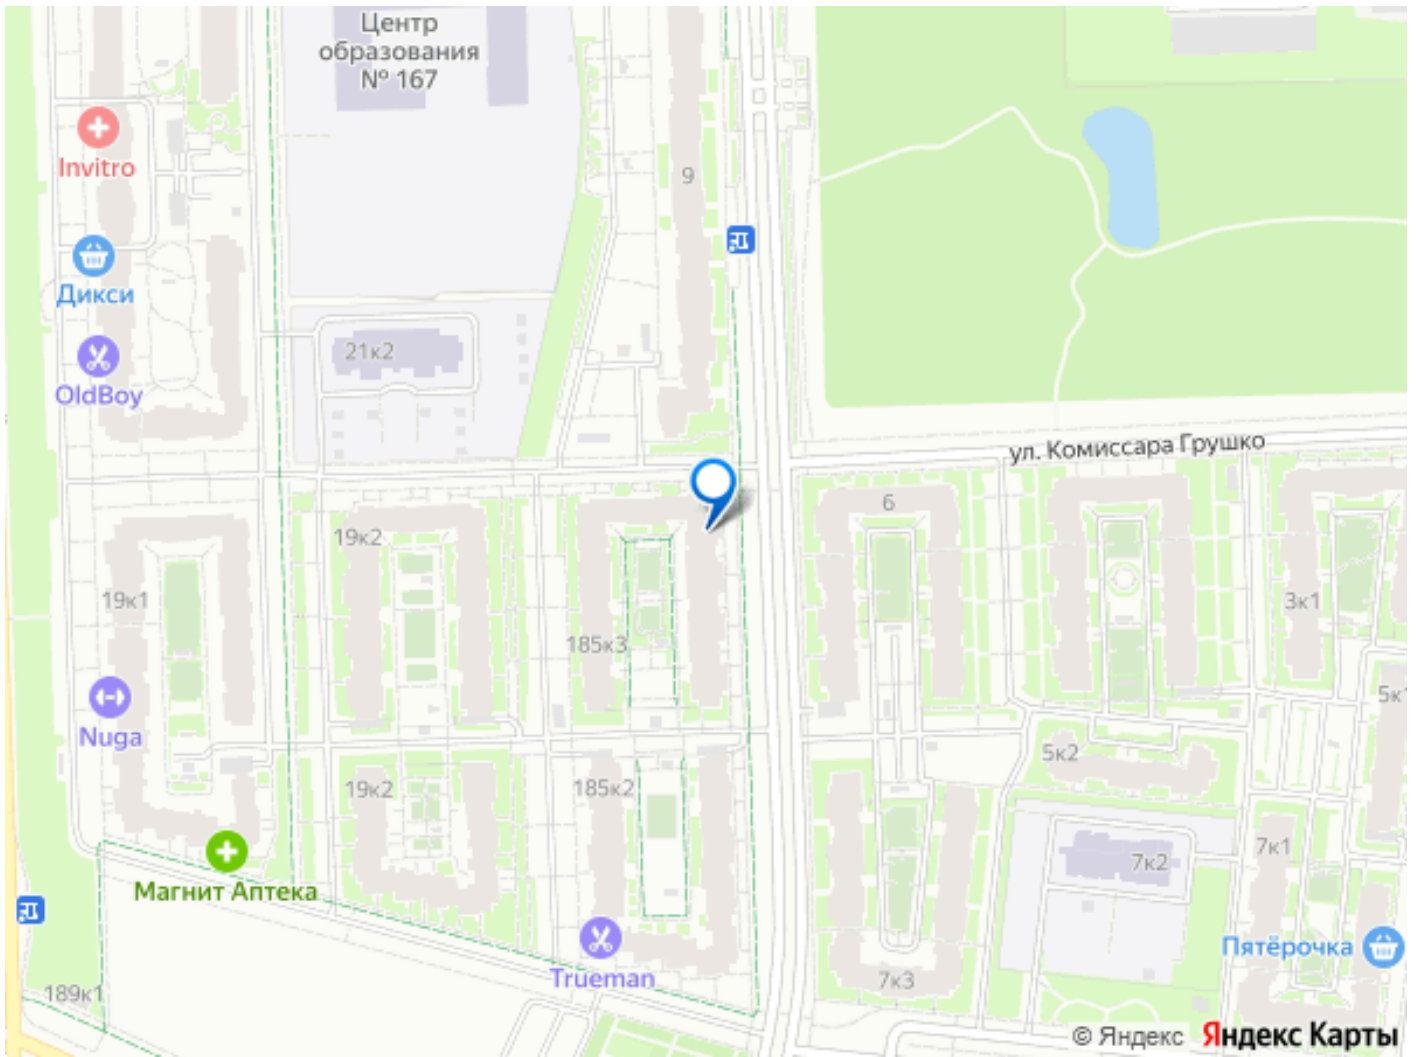 Центр
образования
№ 167
Invitro
9
Дикси
21к2
OldBoy
ул. Комиссара Грушко
6
19к2
19к1
3к1
185к3
5к1
Nuga
5к2
19к2
185к2
7к1
7к2
Магнит Аптека
Пятёрочка
Trueman
7к3
189к1
© Яндекс Яндекс Карты